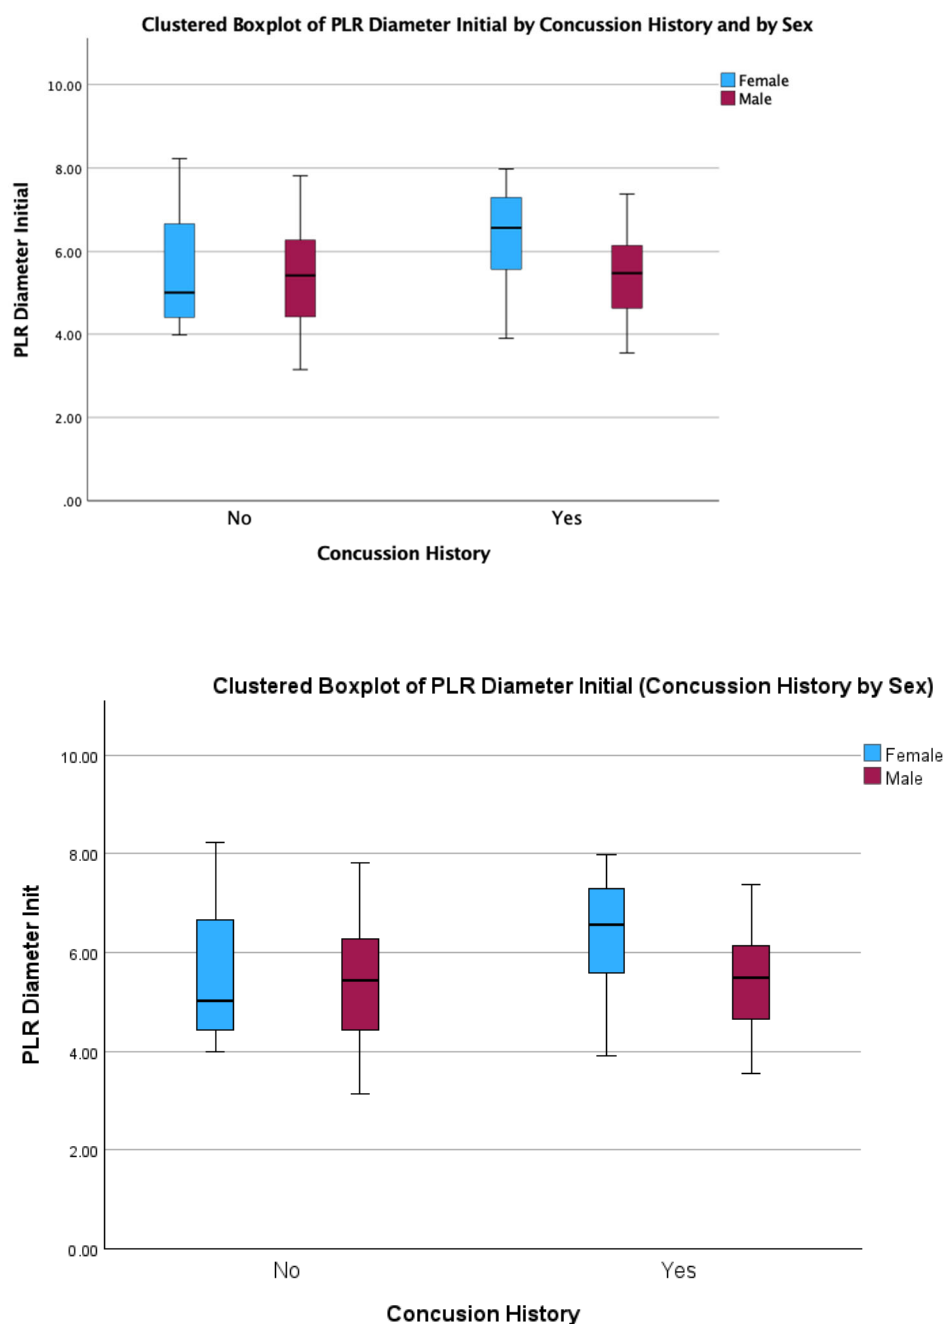 Clustered Boxplot of PLR Diameter Initial by Concussion History and by Sex
10.00
8.00
6.00
4.00
2.00
.00
PLR Diameter Initial
Female
Male
No Yes
Concussion History
Clustered Boxplot of PLR Diameter Initial (Concussion History by Sex)
10.00
8.00
6.00
4.00
2.00
0.00
PLR Diameter Init
Female
Male
No Yes
Concusion History